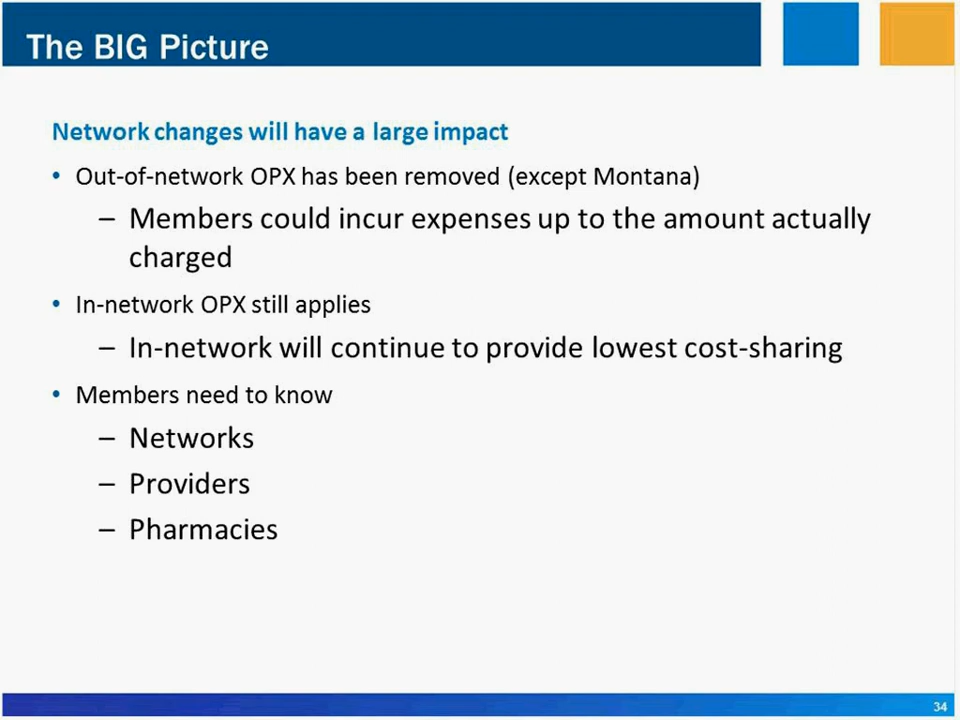 The BIG Picture
Network changes will have a large impact
• Out-of-network OPX has been removed (except Montana)
– Members could incur expenses up to the amount actually
charged
• In-network OPX still applies
– In-network will continue to provide lowest cost-sharing
• Members need to know
– Networks
– Providers
– Pharmacies
34